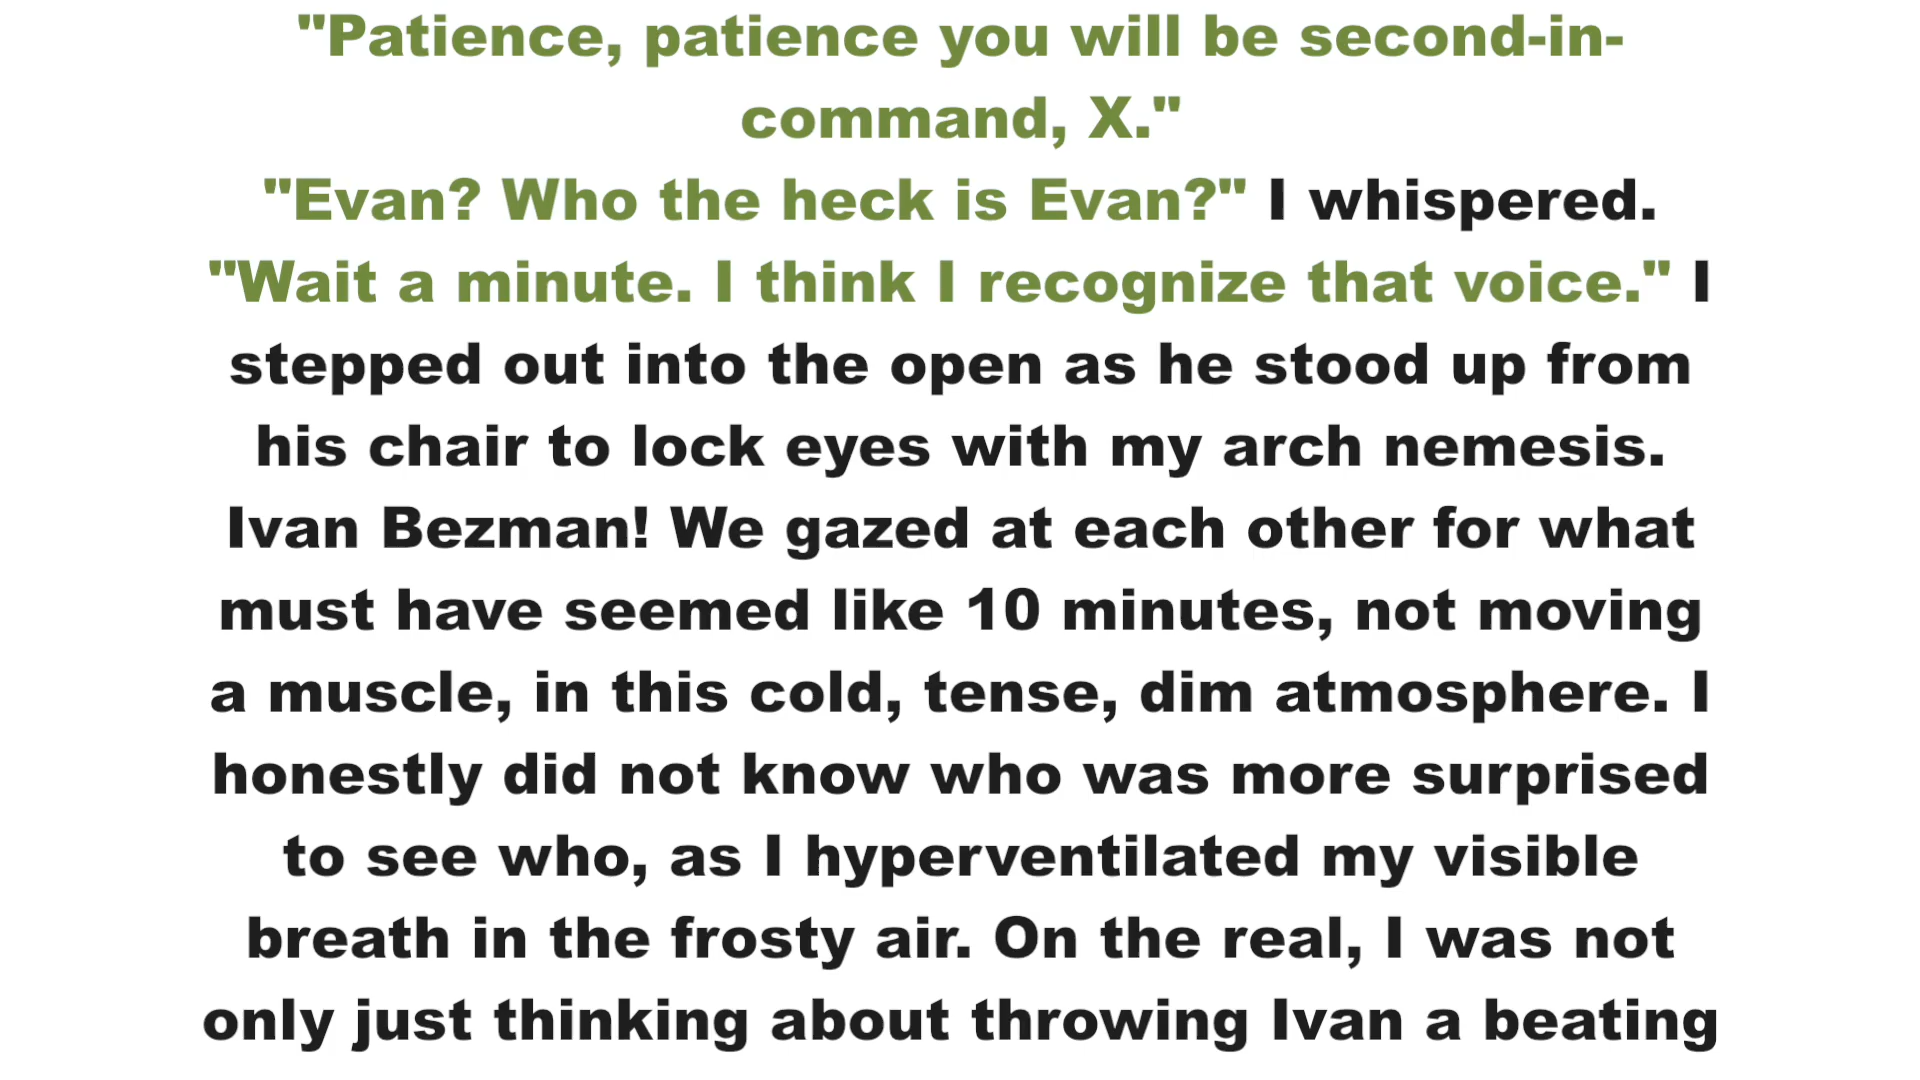 "Patience, patience you will be second-in-
command, X."
"Evan? Who the heck is Evan?" I whispered.
"Wait a minute. I think I recognize that voice." I
stepped out into the open as he stood up from
his chair to lock eyes with my arch nemesis.
Ivan Bezman! We gazed at each other for what
must have seemed like 10 minutes, not moving
a muscle, in this cold, tense, dim atmosphere. I
honestly did not know who was more surprised
to see who, as I hyperventilated my visible
breath in the frosty air. On the real, I was not
only just thinking about throwing Ivan a beating